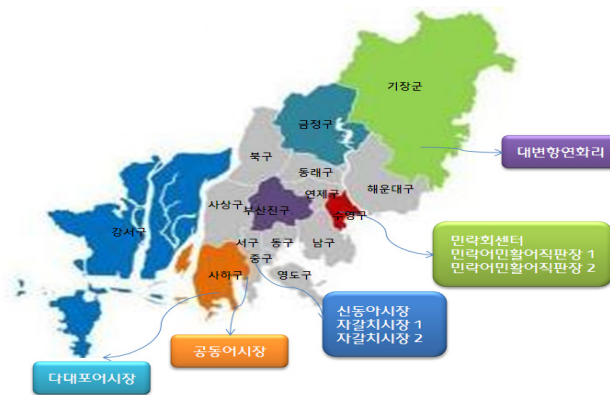 기장군
금정구
북구
동래구
대변항연화리
해운대구
연제구
사상구
부산진구
수영구
강서구
서구
동구
남구
중구
사하구
영도구
민락회센터
민락어민활어직판장 1
민락어민활어직판장 2
신동아시장
자갈치시장 1
자갈치시장 2
공동어시장
다대포어시장